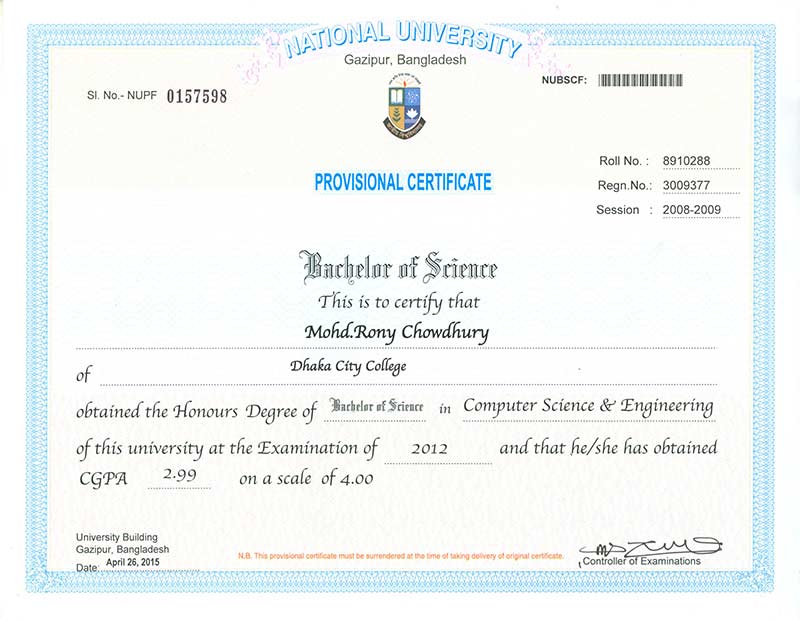 NATIONAL UNIVERSITY
Gazipur, Bangladesh
NUBSCF:
Sl. No.- NUPF 0157598
Roll No. : 8910288
Regn.No.: 3009377
Session : 2008-2009
PROVISIONAL CERTIFICATE
Bachelor of Science
This is to certify that
Mohd.Rony Chowdhury
of Dhaka City College
obtained the Honours Degree of Bachelor of Science in Computer Science & Engineering
of this university at the Examination of 2012 and that he/she has obtained
CGPA 2.99 on a scale of 4.00
University Building
Gazipur, Bangladesh
Date: April 26, 2015
N.B. This provisional certificate must be surrendered at the time of taking delivery of original certificate.
Controller of Examinations